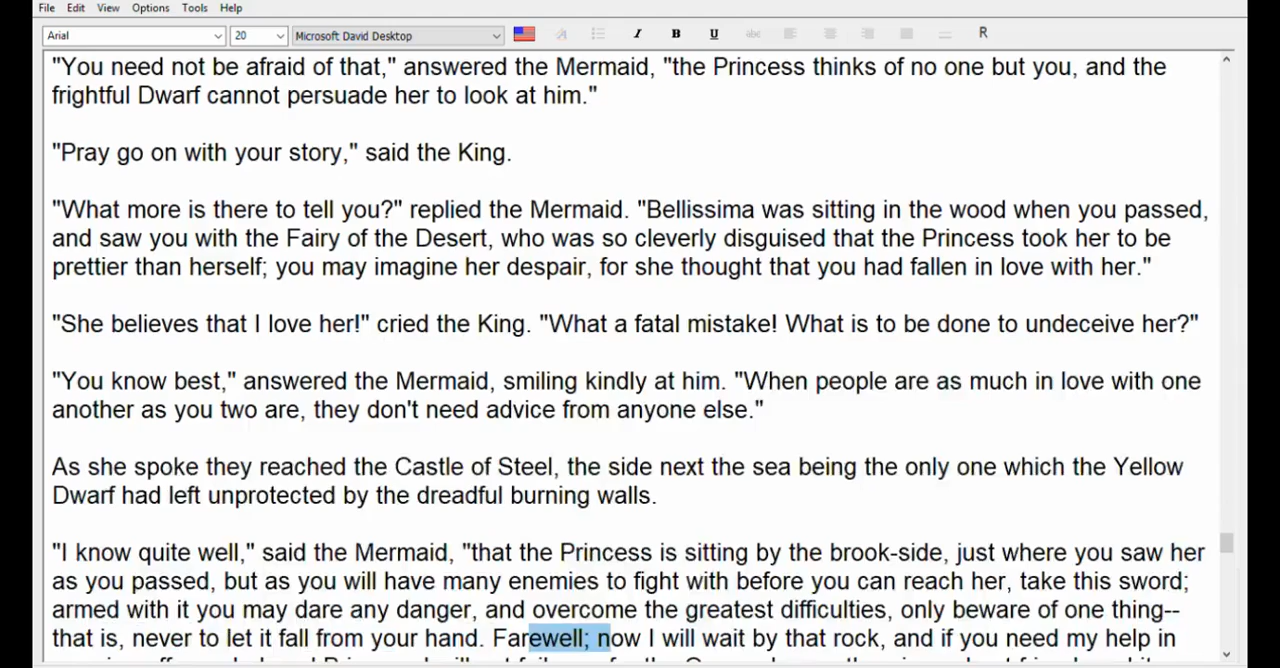 File Edit View Options Tools Help
Arial 20 Microsoft David Desktop I B U abc R
"You need not be afraid of that," answered the Mermaid, "the Princess thinks of no one but you, and the
frightful Dwarf cannot persuade her to look at him."
"Pray go on with your story," said the King.
"What more is there to tell you?" replied the Mermaid. "Bellissima was sitting in the wood when you passed,
and saw you with the Fairy of the Desert, who was so cleverly disguised that the Princess took her to be
prettier than herself; you may imagine her despair, for she thought that you had fallen in love with her."
"She believes that I love her!" cried the King. "What a fatal mistake! What is to be done to undeceive her?"
"You know best," answered the Mermaid, smiling kindly at him. "When people are as much in love with one
another as you two are, they don't need advice from anyone else."
As she spoke they reached the Castle of Steel, the side next the sea being the only one which the Yellow
Dwarf had left unprotected by the dreadful burning walls.
"I know quite well," said the Mermaid, "that the Princess is sitting by the brook-side, just where you saw her
as you passed, but as you will have many enemies to fight with before you can reach her, take this sword;
armed with it you may dare any danger, and overcome the greatest difficulties, only beware of one thing--
that is, never to let it fall from your hand. Farewell; now I will wait by that rock, and if you need my help in